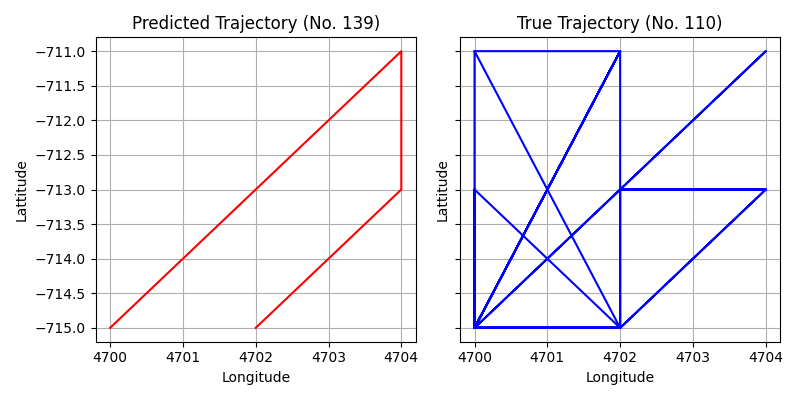 Predicted Trajectory (No. 139)
True Trajectory (No. 110)
−711.0
−711.5
−712.0
−712.5
−713.0
−713.5
−714.0
−714.5
−715.0
Lattitude
Lattitude
4700 4701 4702 4703 4704
4700 4701 4702 4703 4704
Longitude
Longitude